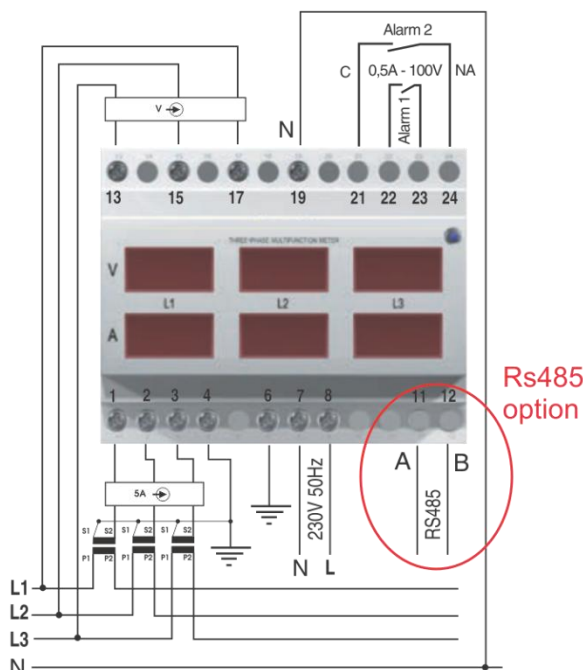 Alarm 2
C 0,5A - 100V NA
Alarm 1
V
N
13 15 17 19 21 22 23 24
THREE PHASE MULTIFUNCTION METER
V
L1 L2 L3
A
Rs485
option
1 2 3 4 6 7 8 11 12
A B
5A
230V 50Hz
RS485
S1 S2 S1 S2 S1 S2
P1 P2 P1 P2 P1 P2
N L
L1
L2
L3
N